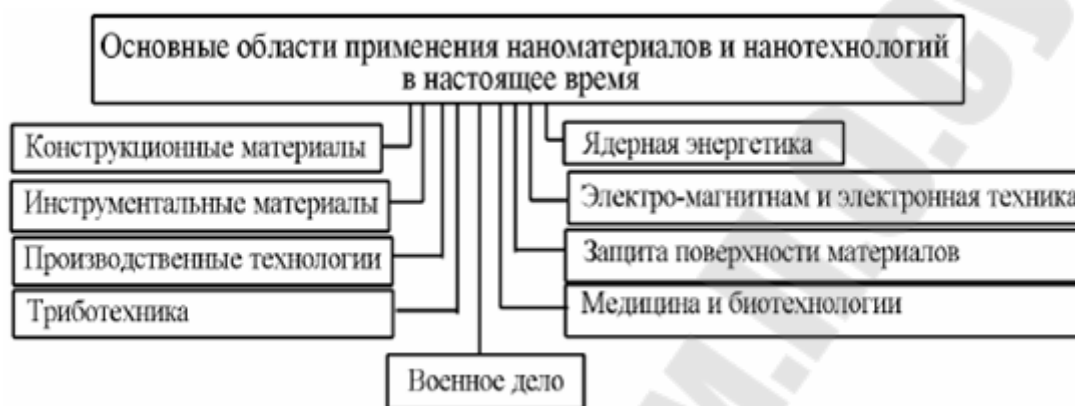 Основные области применения наноматериалов и нанотехнологий
в настоящее время
Конструкционные материалы
Инструментальные материалы
Производственные технологии
Триботехника
Ядерная энергетика
Электро-магнитнам и электронная техника
Защита поверхности материалов
Медицина и биотехнологии
Военное дело